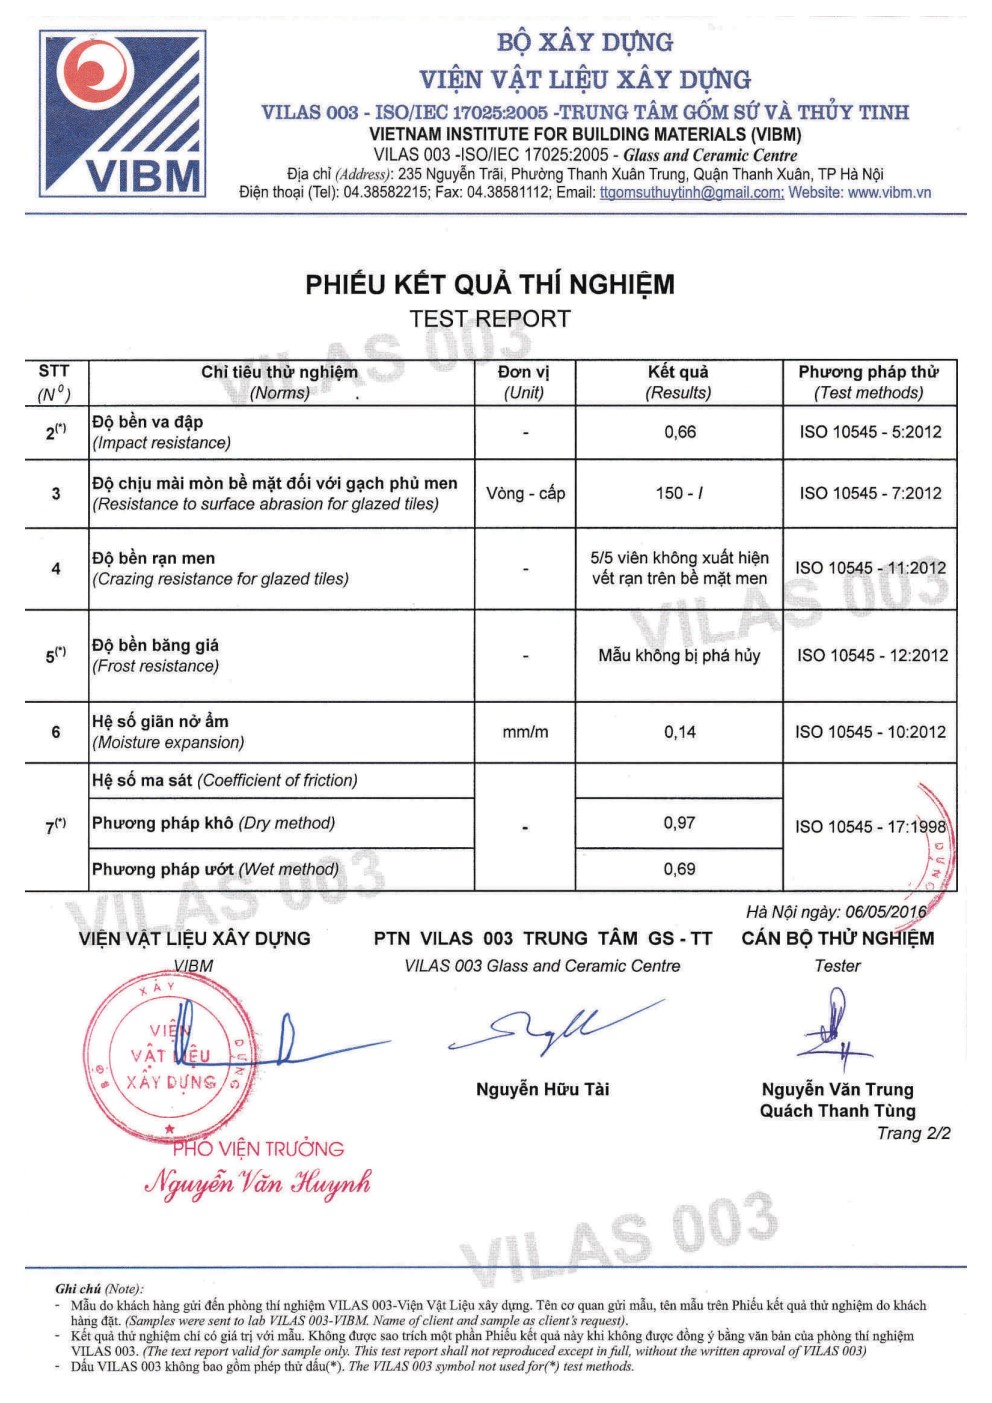 VIBM
BỘ XÂY DỰNG
VIỆN VẬT LIỆU XÂY DỰNG
VILAS 003 - ISO/IEC 17025:2005 -TRUNG TÂM GỐM SỨ VÀ THỦY TINH
VIETNAM INSTITUTE FOR BUILDING MATERIALS (VIBM)
VILAS 003 -ISO/IEC 17025:2005 - Glass and Ceramic Centre
Địa chỉ (Address): 235 Nguyễn Trãi, Phường Thanh Xuân Trung, Quận Thanh Xuân, TP Hà Nội
Điện thoại (Tel): 04.38582215; Fax: 04.38581112; Email: ttgomsuthuytinh@gmail.com; Website: www.vibm.vn
PHIẾU KẾT QUẢ THÍ NGHIỆM
TEST REPORT
VILAS 003
STT Chỉ tiêu thử nghiệm Đơn vị Kết quả Phương pháp thử
(N⁰) (Norms) (Unit) (Results) (Test methods)
2(*) Độ bền va đập - 0,66 ISO 10545 - 5:2012
(Impact resistance)
3 Độ chịu mài mòn bề mặt đối với gạch phủ men Vòng - cấp 150 - I ISO 10545 - 7:2012
(Resistance to surface abrasion for glazed tiles)
4 Độ bền rạn men - 5/5 viên không xuất hiện ISO 10545 - 11:2012
(Crazing resistance for glazed tiles) vết rạn trên bề mặt men
VILAS 003
5(*) Độ bền băng giá - Mẫu không bị phá hủy ISO 10545 - 12:2012
(Frost resistance)
6 Hệ số giãn nở ẩm mm/m 0,14 ISO 10545 - 10:2012
(Moisture expansion)
Hệ số ma sát (Coefficient of friction)
7(*) Phương pháp khô (Dry method) - 0,97 ISO 10545 - 17:1998
Phương pháp ướt (Wet method) 0,69
DỰNG
VILAS 003
Hà Nội ngày: 06/05/2016
VIỆN VẬT LIỆU XÂY DỰNG PTN VILAS 003 TRUNG TÂM GS - TT CÁN BỘ THỬ NGHIỆM
VIBM VILAS 003 Glass and Ceramic Centre Tester
BỘ XÂY DỰNG
VIỆN
VẬT LIỆU
XÂY DỰNG
Nguyễn Hữu Tài Nguyễn Văn Trung
Quách Thanh Tùng
Trang 2/2
PHÓ VIỆN TRƯỞNG
Nguyễn Văn Huynh
VILAS 003
Ghi chú (Note):
- Mẫu do khách hàng gửi đến phòng thí nghiệm VILAS 003-Viện Vật Liệu xây dựng. Tên cơ quan gửi mẫu, tên mẫu trên Phiếu kết quả thử nghiệm do khách
hàng đặt. (Samples were sent to lab VILAS 003-VIBM. Name of client and sample as client's request).
- Kết quả thử nghiệm chỉ có giá trị với mẫu. Không được sao trích một phần Phiếu kết quả này khi không được đồng ý bằng văn bản của phòng thí nghiệm
VILAS 003. (The text report valid for sample only. This test report shall not reproduced except in full, without the written aproval of VILAS 003)
- Dấu VILAS 003 không bao gồm phép thử dấu(*). The VILAS 003 symbol not used for(*) test methods.